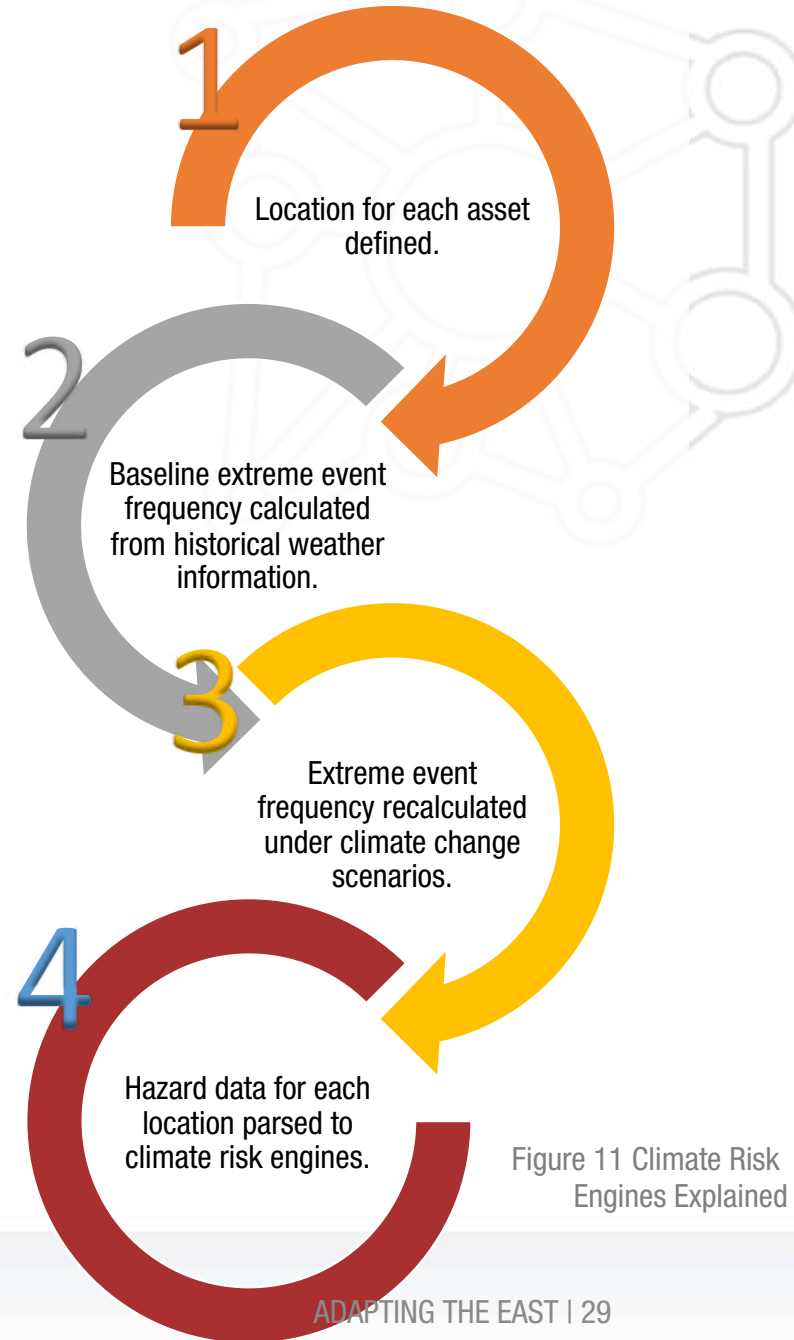 1
Location for each asset
defined.
2
Baseline extreme event
frequency calculated
from historical weather
information.
3
Extreme event
frequency recalculated
under climate change
scenarios.
4
Hazard data for each
location parsed to
climate risk engines.
Figure 11 Climate Risk
Engines Explained
ADAPTING THE EAST | 29